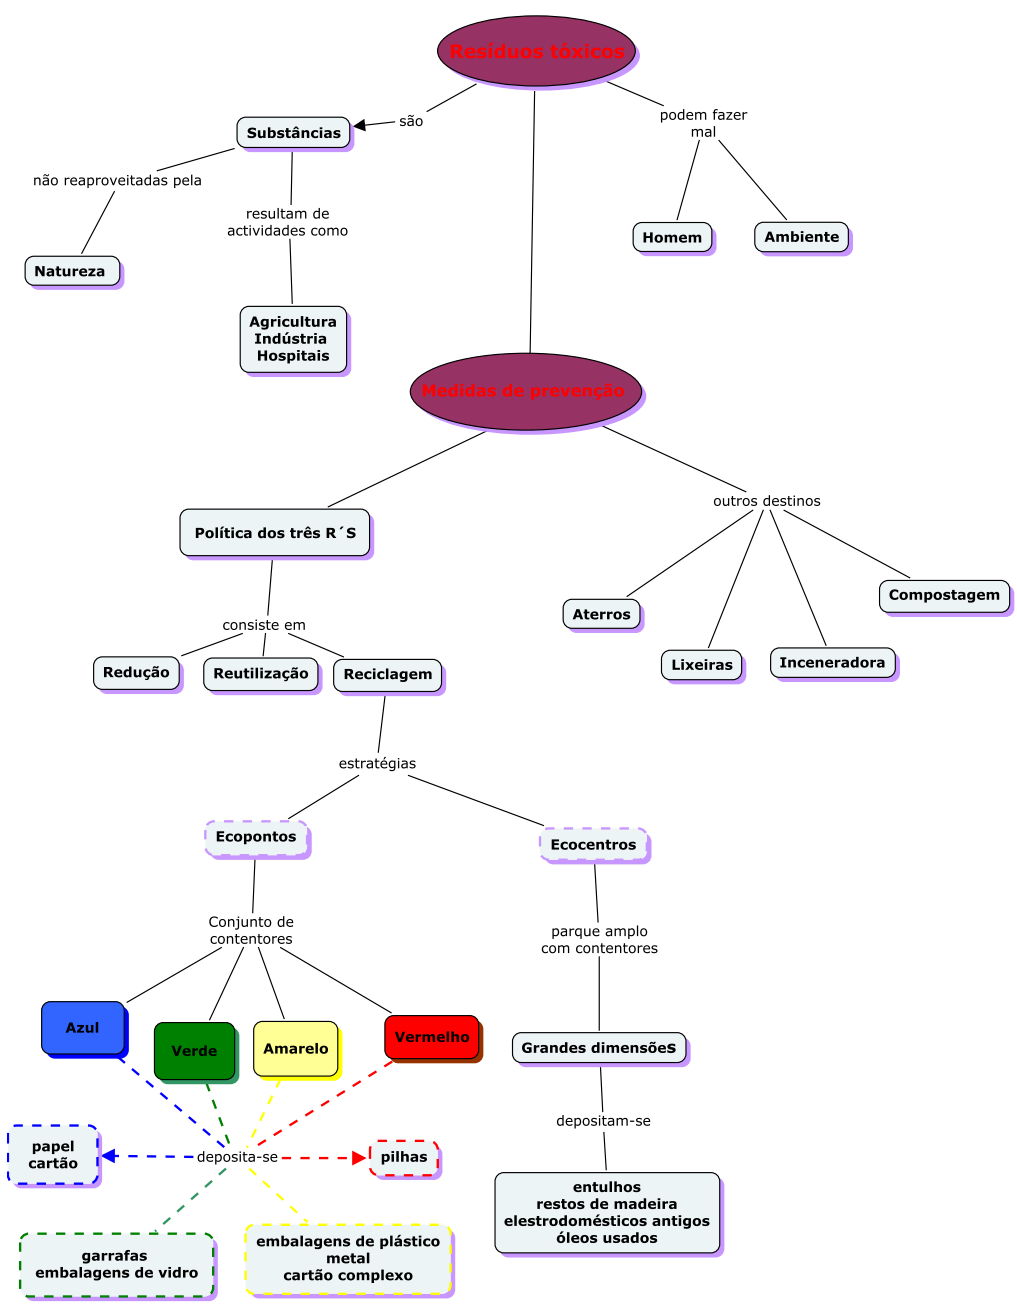 Resíduos tóxicos
são
podem fazer
mal
Substâncias
não reaproveitadas pela
resultam de
actividades como
Homem
Ambiente
Natureza
Agricultura
Indústria
Hospitais
Medidas de prevenção
outros destinos
Política dos três R´S
Aterros
Compostagem
consiste em
Lixeiras
Inceneradora
Redução
Reutilização
Reciclagem
estratégias
Ecopontos
Ecocentros
Conjunto de
contentores
parque amplo
com contentores
Azul
Verde
Amarelo
Vermelho
Grandes dimensões
depositam-se
papel
cartão
deposita-se
pilhas
entulhos
restos de madeira
elestrodomésticos antigos
óleos usados
garrafas
embalagens de vidro
embalagens de plástico
metal
cartão complexo